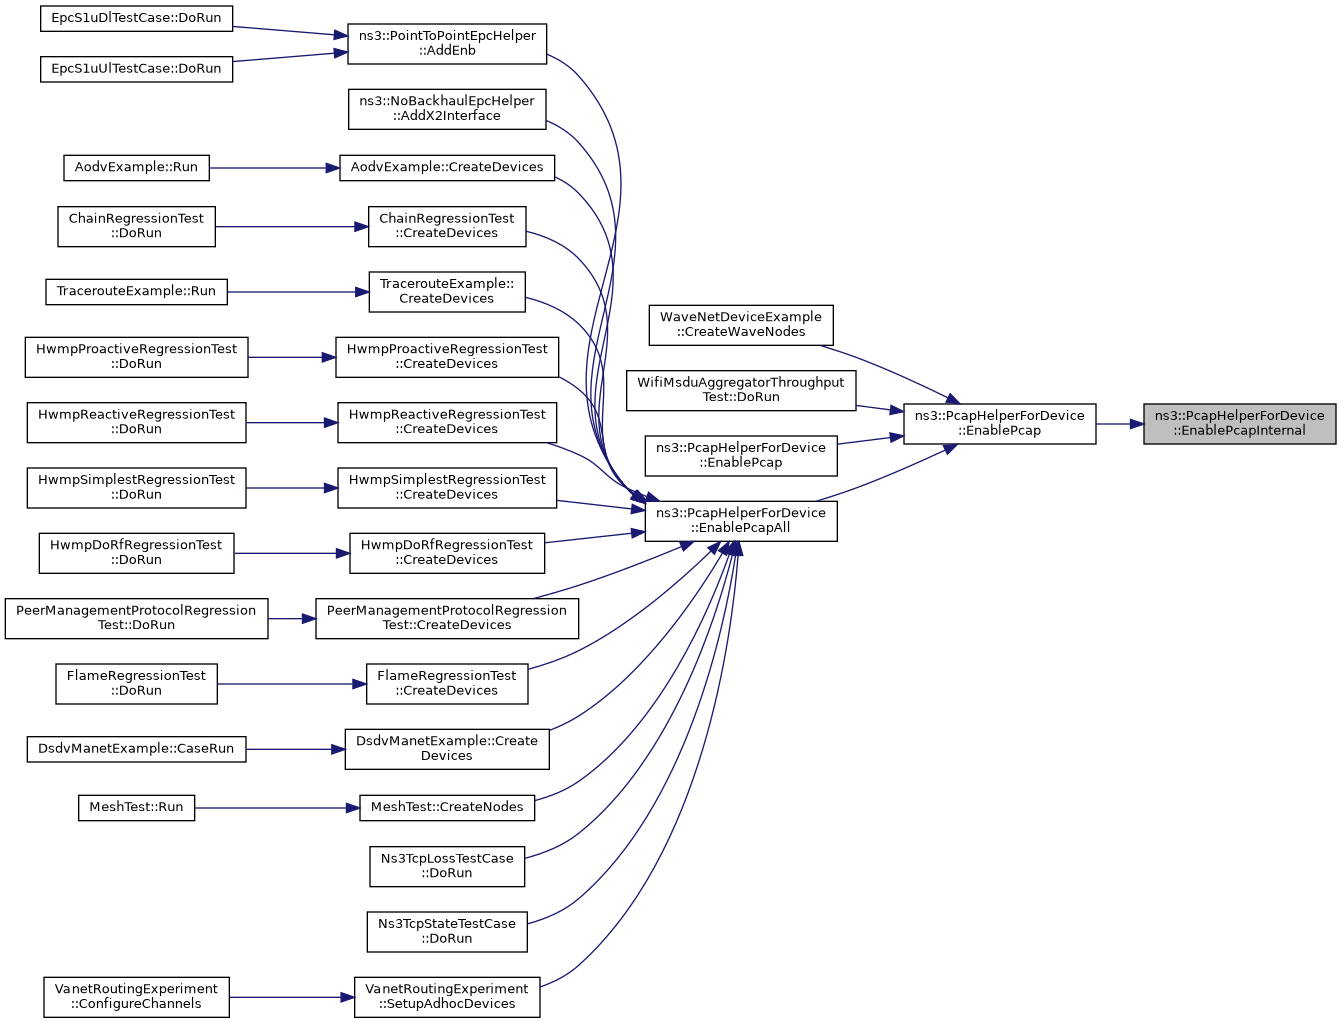 EpcS1uDlTestCase::DoRun
EpcS1uUlTestCase::DoRun
AodvExample::Run
ChainRegressionTest
::DoRun
TracerouteExample::Run
HwmpProactiveRegressionTest
::DoRun
HwmpReactiveRegressionTest
::DoRun
HwmpSimplestRegressionTest
::DoRun
HwmpDoRfRegressionTest
::DoRun
PeerManagementProtocolRegression
Test::DoRun
FlameRegressionTest
::DoRun
DsdvManetExample::CaseRun
MeshTest::Run
VanetRoutingExperiment
::ConfigureChannels
ns3::PointToPointEpcHelper
::AddEnb
ns3::NoBackhaulEpcHelper
::AddX2Interface
AodvExample::CreateDevices
ChainRegressionTest
::CreateDevices
TracerouteExample::
CreateDevices
HwmpProactiveRegressionTest
::CreateDevices
HwmpReactiveRegressionTest
::CreateDevices
HwmpSimplestRegressionTest
::CreateDevices
HwmpDoRfRegressionTest
::CreateDevices
PeerManagementProtocolRegression
Test::CreateDevices
FlameRegressionTest
::CreateDevices
DsdvManetExample::Create
Devices
MeshTest::CreateNodes
Ns3TcpLossTestCase
::DoRun
Ns3TcpStateTestCase
::DoRun
VanetRoutingExperiment
::SetupAdhocDevices
WaveNetDeviceExample
::CreateWaveNodes
WifiMsduAggregatorThroughput
Test::DoRun
ns3::PcapHelperForDevice
::EnablePcap
ns3::PcapHelperForDevice
::EnablePcapAll
ns3::PcapHelperForDevice
::EnablePcap
ns3::PcapHelperForDevice
::EnablePcapInternal